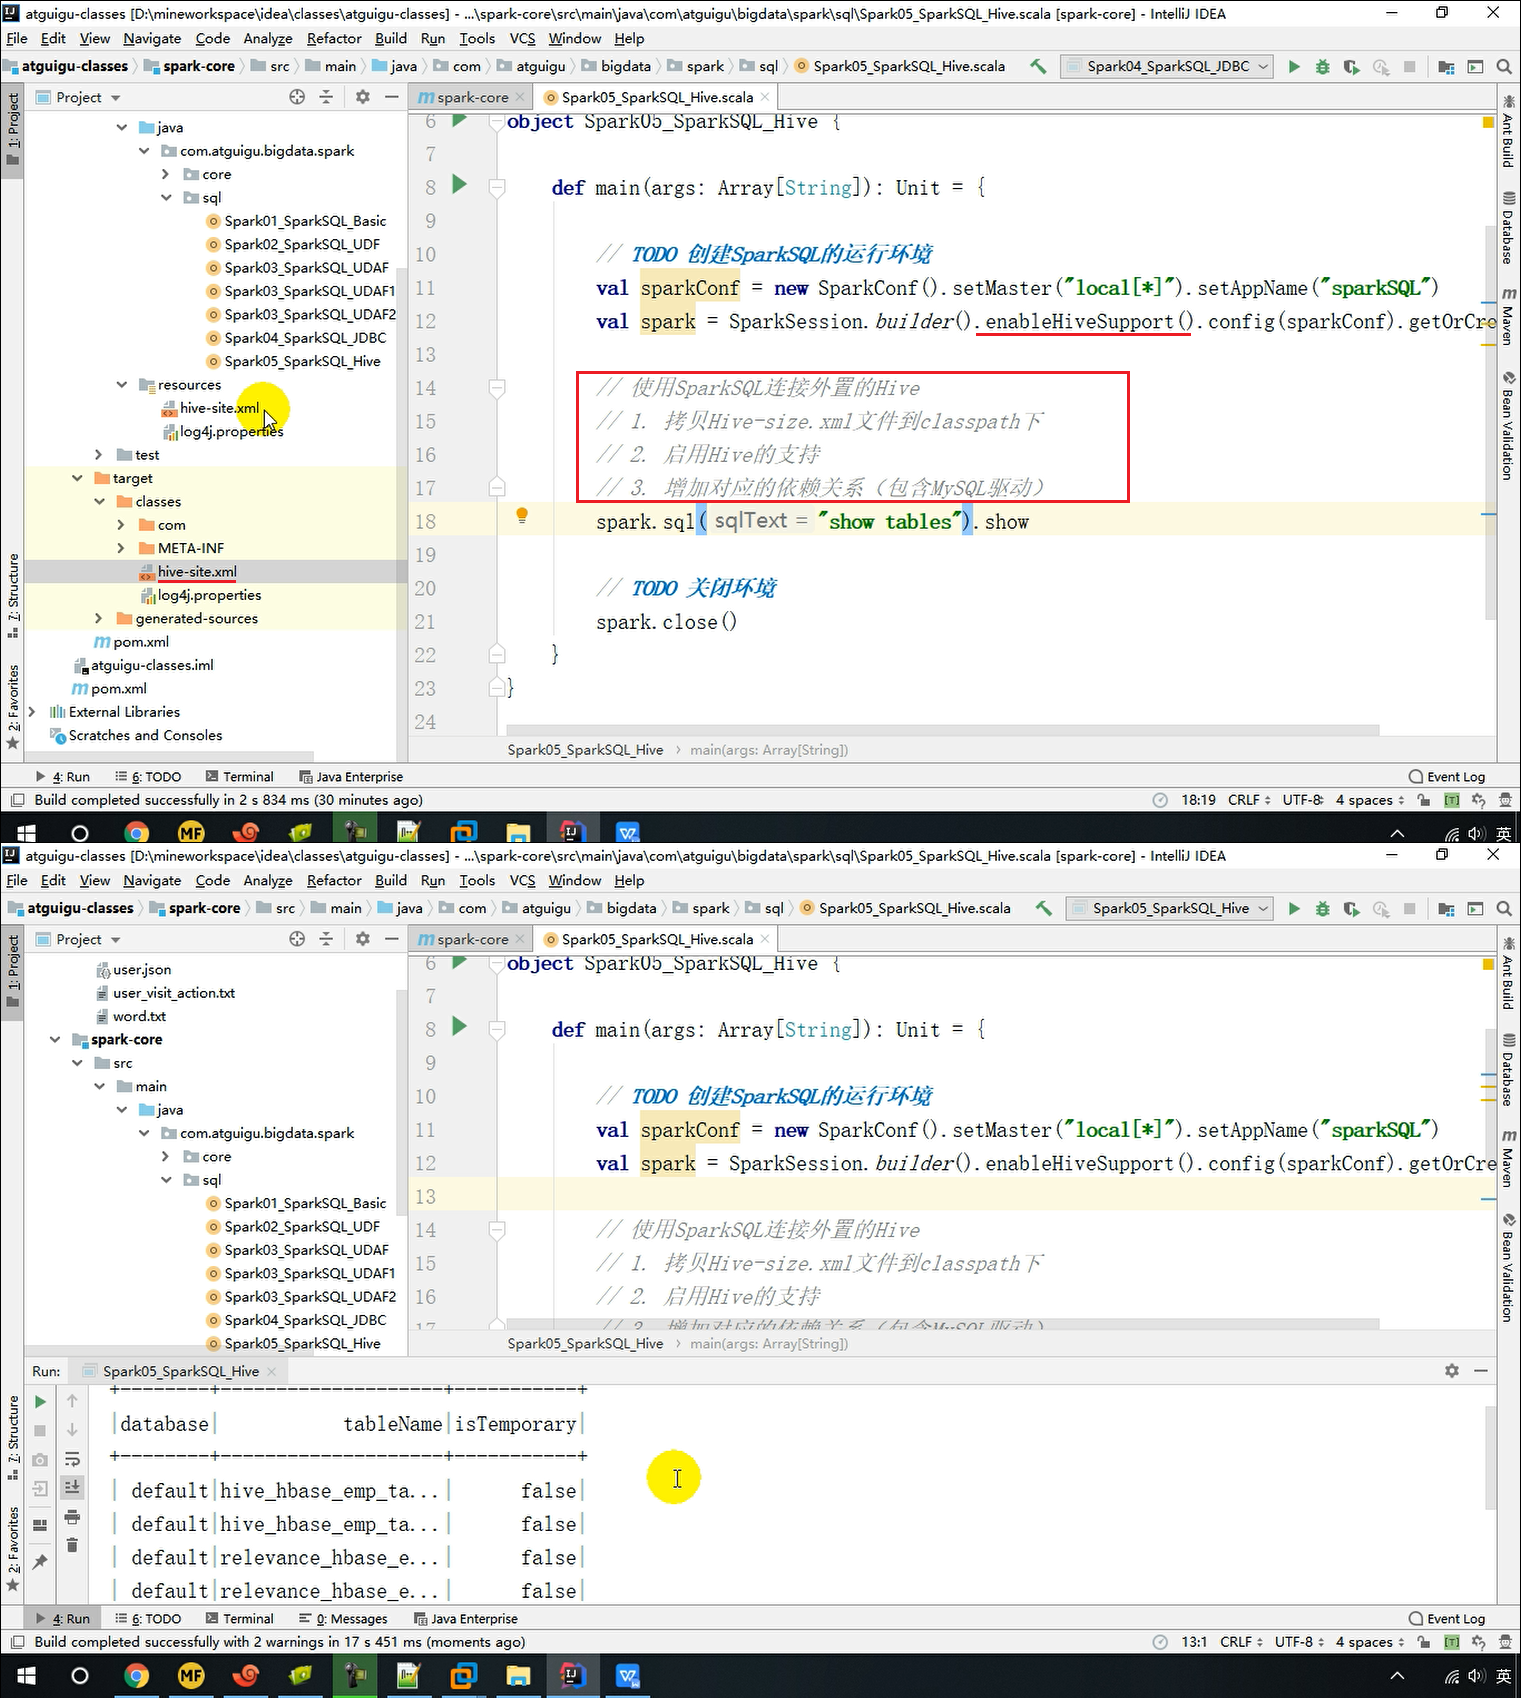 atguigu-classes [D:\mineworkspace\idea\classes\atguigu-classes] - ...\spark-core\src\main\java\com\atguigu\bigdata\spark\sql\Spark05_SparkSQL_Hive.scala [spark-core] - IntelliJ IDEA
File Edit View Navigate Code Analyze Refactor Build Run Tools VCS Window Help
atguigu-classes spark-core src main java com atguigu bigdata spark sql Spark05_SparkSQL_Hive.scala Spark04_SparkSQL_JDBC
1: Project
7: Structure
2: Favorites
Project
java
com.atguigu.bigdata.spark
core
sql
Spark01_SparkSQL_Basic
Spark02_SparkSQL_UDF
Spark03_SparkSQL_UDAF
Spark03_SparkSQL_UDAF1
Spark03_SparkSQL_UDAF2
Spark04_SparkSQL_JDBC
Spark05_SparkSQL_Hive
resources
hive-site.xml
log4j.properties
test
target
classes
com
META-INF
hive-site.xml
log4j.properties
generated-sources
pom.xml
atguigu-classes.iml
pom.xml
External Libraries
Scratches and Consoles
spark-core Spark05_SparkSQL_Hive.scala
6 object Spark05_SparkSQL_Hive {
7
8 def main(args: Array[String]): Unit = {
9
10 // TODO 创建SparkSQL的运行环境
11 val sparkConf = new SparkConf().setMaster("local[*]").setAppName("sparkSQL")
12 val spark = SparkSession.builder().enableHiveSupport().config(sparkConf).getOrCre
13
14 // 使用SparkSQL连接外置的Hive
15 // 1. 拷贝Hive-size.xml文件到classpath下
16 // 2. 启用Hive的支持
17 // 3. 增加对应的依赖关系（包含MySQL驱动）
18 spark.sql( sqlText = "show tables").show
19
20 // TODO 关闭环境
21 spark.close()
22 }
23 }
24
Spark05_SparkSQL_Hive › main(args: Array[String])
Ant Build
Database
Maven
Bean Validation
4: Run 6: TODO Terminal Java Enterprise Event Log
Build completed successfully in 2 s 834 ms (30 minutes ago) 18:19 CRLF UTF-8 4 spaces
MF 英
atguigu-classes [D:\mineworkspace\idea\classes\atguigu-classes] - ...\spark-core\src\main\java\com\atguigu\bigdata\spark\sql\Spark05_SparkSQL_Hive.scala [spark-core] - IntelliJ IDEA
File Edit View Navigate Code Analyze Refactor Build Run Tools VCS Window Help
atguigu-classes spark-core src main java com atguigu bigdata spark sql Spark05_SparkSQL_Hive.scala Spark05_SparkSQL_Hive
1: Project
7: Structure
2: Favorites
Project
user.json
user_visit_action.txt
word.txt
spark-core
src
main
java
com.atguigu.bigdata.spark
core
sql
Spark01_SparkSQL_Basic
Spark02_SparkSQL_UDF
Spark03_SparkSQL_UDAF
Spark03_SparkSQL_UDAF1
Spark03_SparkSQL_UDAF2
Spark04_SparkSQL_JDBC
Spark05_SparkSQL_Hive
spark-core Spark05_SparkSQL_Hive.scala
6 object Spark05_SparkSQL_Hive {
7
8 def main(args: Array[String]): Unit = {
9
10 // TODO 创建SparkSQL的运行环境
11 val sparkConf = new SparkConf().setMaster("local[*]").setAppName("sparkSQL")
12 val spark = SparkSession.builder().enableHiveSupport().config(sparkConf).getOrCre
13
14 // 使用SparkSQL连接外置的Hive
15 // 1. 拷贝Hive-size.xml文件到classpath下
16 // 2. 启用Hive的支持
17 // 3. 增加对应的依赖关系（包含MySQL驱动）
Spark05_SparkSQL_Hive › main(args: Array[String])
Ant Build
Database
Maven
Bean Validation
Run: Spark05_SparkSQL_Hive
+--------+--------------------+-----------+
|database| tableName|isTemporary|
+--------+--------------------+-----------+
| default|hive_hbase_emp_ta...| false|
| default|hive_hbase_emp_ta...| false|
| default|relevance_hbase_e...| false|
| default|relevance_hbase_e...| false|
4: Run 6: TODO Terminal 0: Messages Java Enterprise Event Log
Build completed successfully with 2 warnings in 17 s 451 ms (moments ago) 13:1 CRLF UTF-8 4 spaces
MF 英